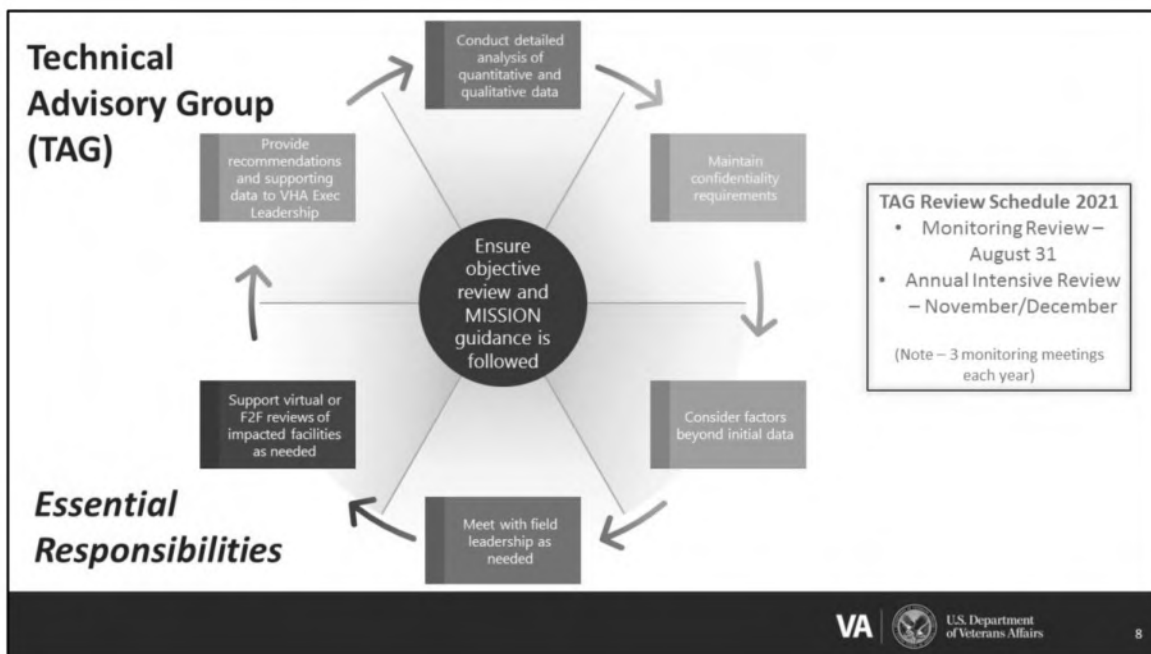 Technical
Advisory Group
(TAG)
Conduct detailed
analysis of
quantitative and
qualitative data
Maintain
confidentiality
requirements
Consider factors
beyond initial data
Meet with field
leadership as
needed
Support virtual or
F2F reviews of
impacted facilities
as needed
Provide
recommendations
and supporting
data to VHA Exec
Leadership
Ensure
objective
review and
MISSION
guidance is
followed
TAG Review Schedule 2021
• Monitoring Review –
August 31
• Annual Intensive Review
– November/December
(Note – 3 monitoring meetings
each year)
Essential
Responsibilities
VA
U.S. Department
of Veterans Affairs
8